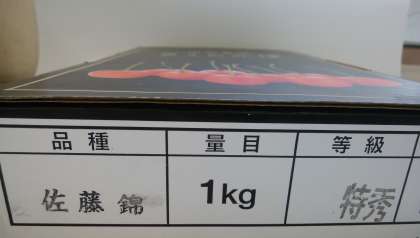 品種 量目 等級
佐藤錦 1kg 特秀